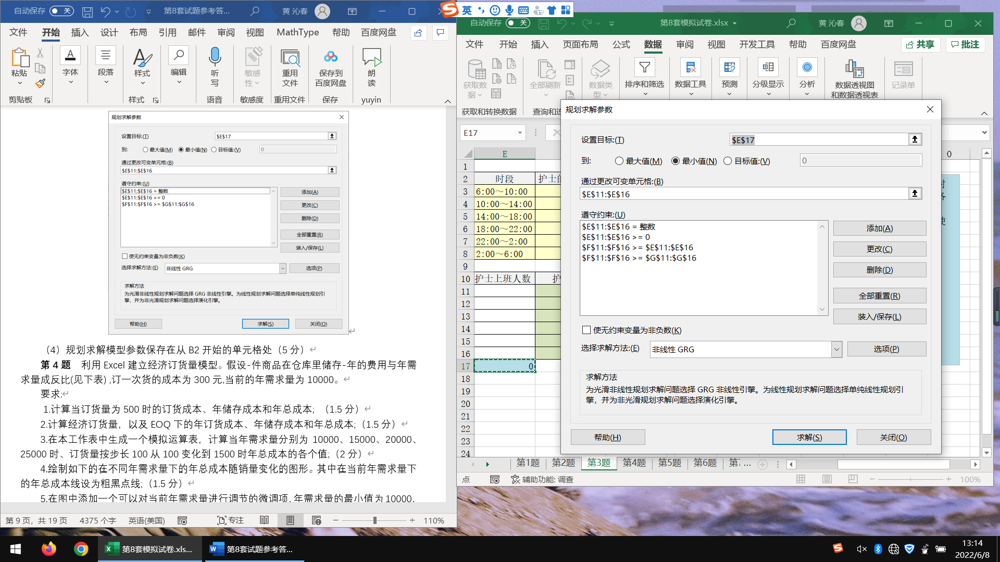 自动保存 关 第8套试题参考答... 黄 沁春
文件 开始 插入 设计 布局 引用 邮件 审阅 视图 MathType 帮助 百度网盘
粘贴 字体 段落 样式 编辑 听写 敏感性 重用文件 保存到百度网盘 朗读
剪贴板 样式 语音 敏感度 重用文件 保存 yuyin
规划求解参数
设置目标:(T) $E$17
到: 最大值(M) 最小值(N) 目标值:(V) 0
通过更改可变单元格:(B)
$E$11:$E$16
遵守约束:(U)
$E$11:$E$16 = 整数
$E$11:$E$16 >= 0
$F$11:$F$16 >= $G$11:$G$16
添加(A)
更改(C)
删除(D)
全部重置(R)
装入/保存(L)
使无约束变量为非负数(K)
选择求解方法:(E) 非线性 GRG 选项(P)
求解方法
为光滑非线性规划求解问题选择 GRG 非线性引擎。为线性规划求解问题选择单纯线性规划引
擎，并为非光滑规划求解问题选择演化引擎。
帮助(H) 求解(S) 关闭(O)
（4）规划求解模型参数保存在从 B2 开始的单元格处（5 分）
第 4 题 利用 Excel 建立经济订货量模型。假设-件商品在仓库里储存-年的费用与年需
求量成反比(见下表) ,订一次货的成本为 300 元,当前的年需求量为 10000。
要求:
1.计算当订货量为 500 时的订货成本、年储存成本和年总成本; （1.5 分）
2.计算经济订货量，以及 EOQ 下的年订货成本、年储存成本和年总成本;（1.5 分）
3.在本工作表中生成一个模拟运算表，计算当年需求量分别为 10000、15000、20000、
25000 时、订货量按步长 100 从 100 变化到 1500 时年总成本的各个值;（2 分）
4.绘制如下的在不同年需求量下的年总成本随销量变化的图形。其中在当前年需求量下
的年总成本线设为粗黑点线;（1.5 分）
5.在图中添加一个可以对当前年需求量进行调节的微调项,年需求量的最小值为 10000,
第 9 页，共 19 页 4375 个字 英语(美国) 专注 110%
英
自动保存 关 第8套模拟试卷.xlsx 黄 沁春
文件 开始 插入 页面布局 公式 数据 审阅 视图 开发工具 帮助 百度网盘 共享 批注
获取数据 全部刷新 数据类型 排序和筛选 数据工具 预测 分级显示 分析 数据透视图和数据透视表 记录单
获取和转换数据 查询和连
E17
E O
1
2 时段 护士的
3 6:00～10:00
4 10:00～14:00
5 14:00～18:00
6 18:00～22:00
7 22:00～2:00
8 2:00～6:00
9
10 护士上班人数 护
11
12
13
14
15
16
17 0
18
19
20
21
22
23
24
规划求解参数
设置目标:(T) $E$17
到: 最大值(M) 最小值(N) 目标值:(V) 0
通过更改可变单元格:(B)
$E$11:$E$16
遵守约束:(U)
$E$11:$E$16 = 整数
$E$11:$E$16 >= 0
$F$11:$F$16 >= $E$11:$E$16
$F$11:$F$16 >= $G$11:$G$16
添加(A)
更改(C)
删除(D)
全部重置(R)
装入/保存(L)
使无约束变量为非负数(K)
选择求解方法:(E) 非线性 GRG 选项(P)
求解方法
为光滑非线性规划求解问题选择 GRG 非线性引擎。为线性规划求解问题选择单纯线性规划引
擎，并为非光滑规划求解问题选择演化引擎。
帮助(H) 求解(S) 关闭(O)
第1题 第2题 第3题 第4题 第5题 第6题 第7 ...
点 辅助功能: 调查 100%
第8套模拟试卷.xls... 第8套试题参考答...
13:14
2022/6/8